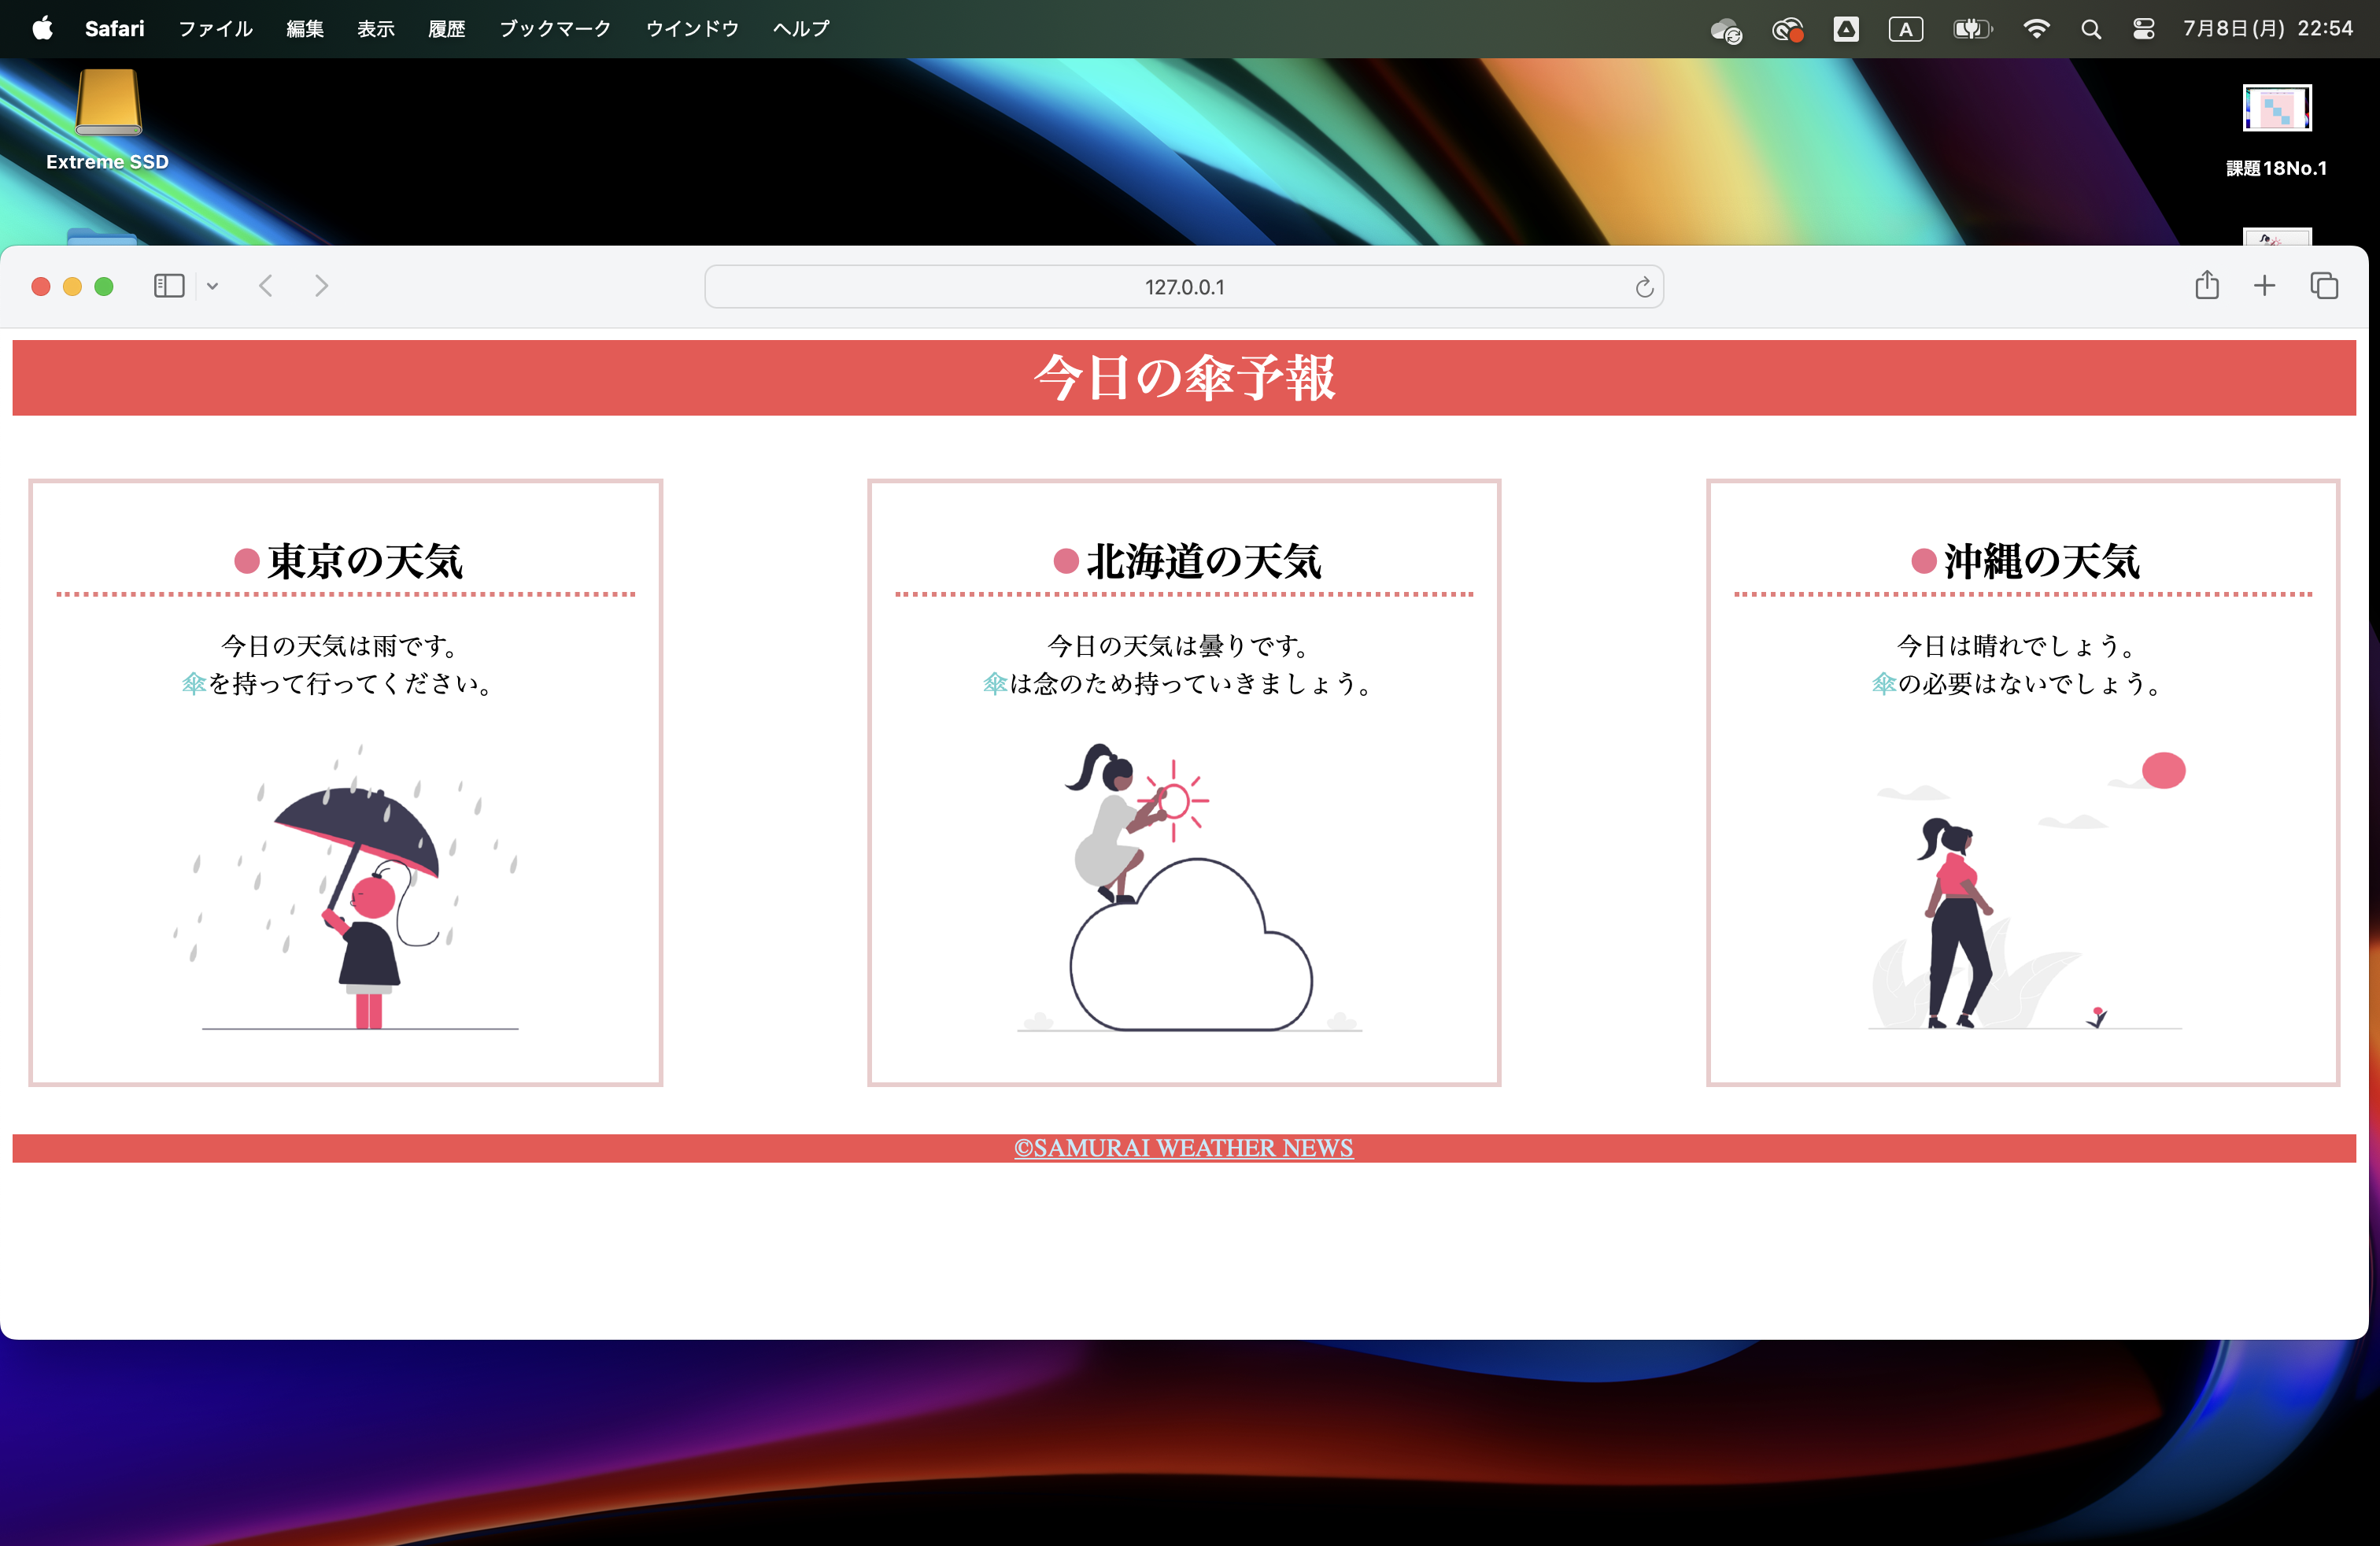 Safari ファイル 編集 表示 履歴 ブックマーク ウインドウ ヘルプ A 7月8日(月) 22:54
Extreme SSD
課題18No.1
127.0.0.1
今日の傘予報
東京の天気
今日の天気は雨です。
傘を持って行ってください。
北海道の天気
今日の天気は曇りです。
傘は念のため持っていきましょう。
沖縄の天気
今日は晴れでしょう。
傘の必要はないでしょう。
©SAMURAI WEATHER NEWS